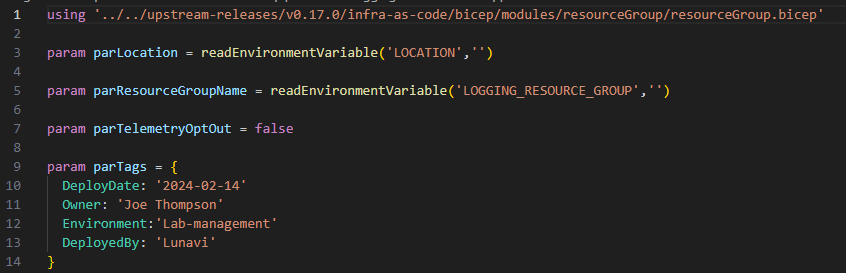 1 using '../../upstream-releases/v0.17.0/infra-as-code/bicep/modules/resourceGroup/resourceGroup.bicep'
2
3 param parLocation = readEnvironmentVariable('LOCATION','')
4
5 param parResourceGroupName = readEnvironmentVariable('LOGGING_RESOURCE_GROUP','')
6
7 param parTelemetryOptOut = false
8
9 param parTags = {
10   DeployDate: '2024-02-14'
11   Owner: 'Joe Thompson'
12   Environment:'Lab-management'
13   DeployedBy: 'Lunavi'
14 }